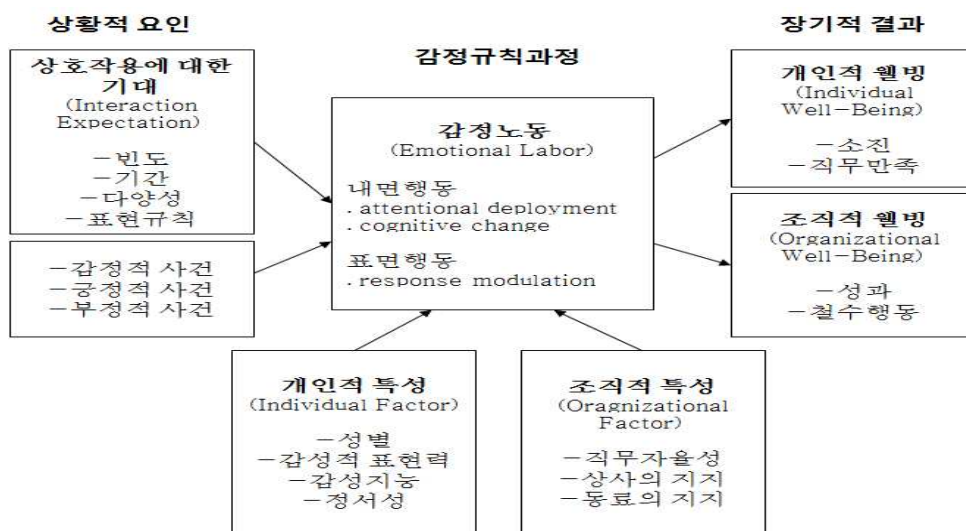 상황적 요인
상호작용에 대한
기대
(Interaction
Expectation)
-빈도
-기간
-다양성
-표현규칙
-감정적 사건
-긍정적 사건
-부정적 사건
감정규칙과정
감정노동
(Emotional Labor)
내면행동
. attentional deployment
. cognitive change
표면행동
. response modulation
장기적 결과
개인적 웰빙
(Individual
Well-Being)
-소진
-직무만족
조직적 웰빙
(Organizational
Well-Being)
-성과
-철수행동
개인적 특성
(Individual Factor)
-성별
-감성적 표현력
-감성지능
-정서성
조직적 특성
(Oragnizational
Factor)
-직무자율성
-상사의 지지
-동료의 지지